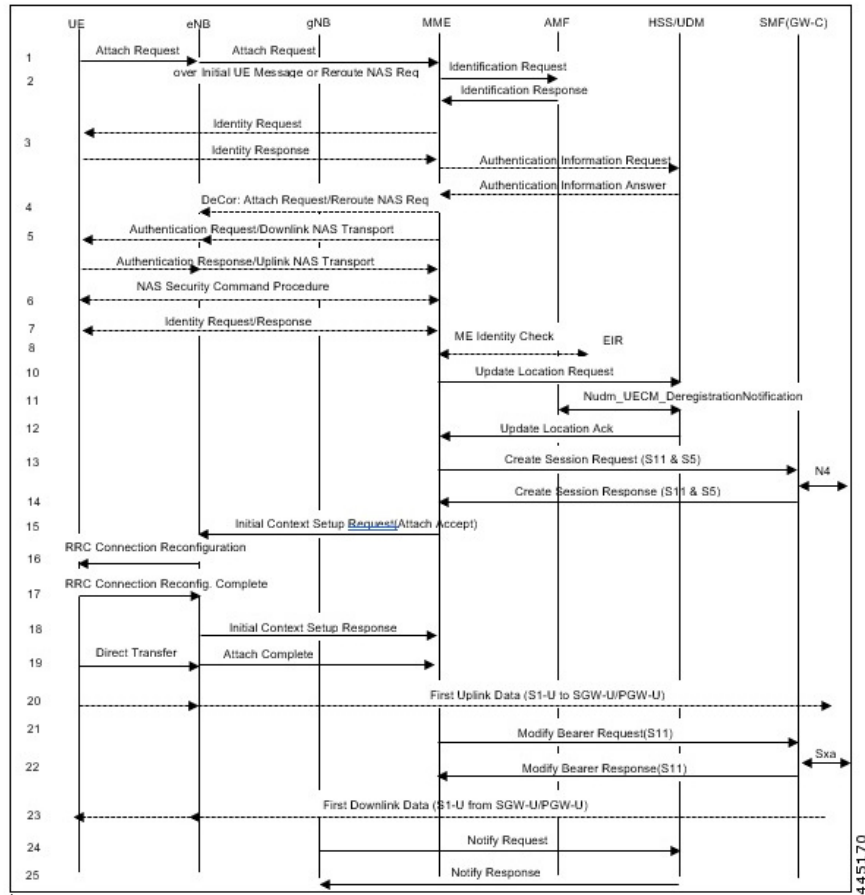 UE eNB gNB MME AMF HSS/UDM SMF(GW-C)
Attach Request Attach Request
1
over Initial UE Message or Reroute NAS Req Identification Request
2
Identification Response
Identity Request
3
Identity Response
Authentication Information Request
Authentication Information Answer
4 DeCor: Attach Request/Reroute NAS Req
5 Authentication Request/Downlink NAS Transport
Authentication Response/Uplink NAS Transport
NAS Security Command Procedure
6
Identity Request/Response
7
ME Identity Check EIR
8
10 Update Location Request
Nudm_UECM_DeregistrationNotification
11
12 Update Location Ack
13 Create Session Request (S11 & S5)
N4
14 Create Session Response (S11 & S5)
15 Initial Context Setup Request(Attach Accept)
RRC Connection Reconfiguration
16
RRC Connection Reconfig. Complete
17
18 Initial Context Setup Response
19 Direct Transfer Attach Complete
20 First Uplink Data (S1-U to SGW-U/PGW-U)
21 Modify Bearer Request(S11)
Sxa
22 Modify Bearer Response(S11)
First Downlink Data (S1-U from SGW-U/PGW-U)
23
24 Notify Request
25 Notify Response
445170